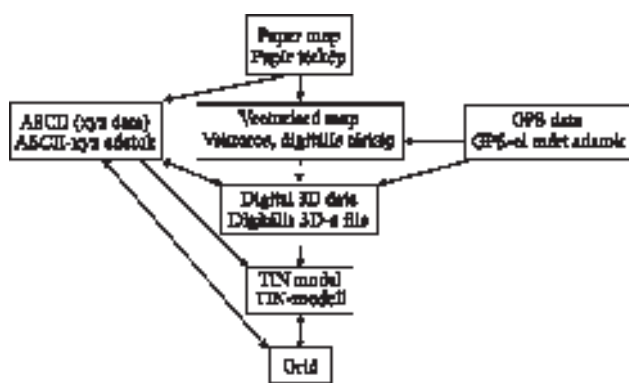 Paper map
Papír térkép
ASCII (xyz data)
ASCII-xyz adatok
Vectorised map
Vektoros, digitális térkép
GPS data
GPS-el mért adatok
Digital 3D data
Digitális 3D-s file
TIN model
TIN-modell
Grid